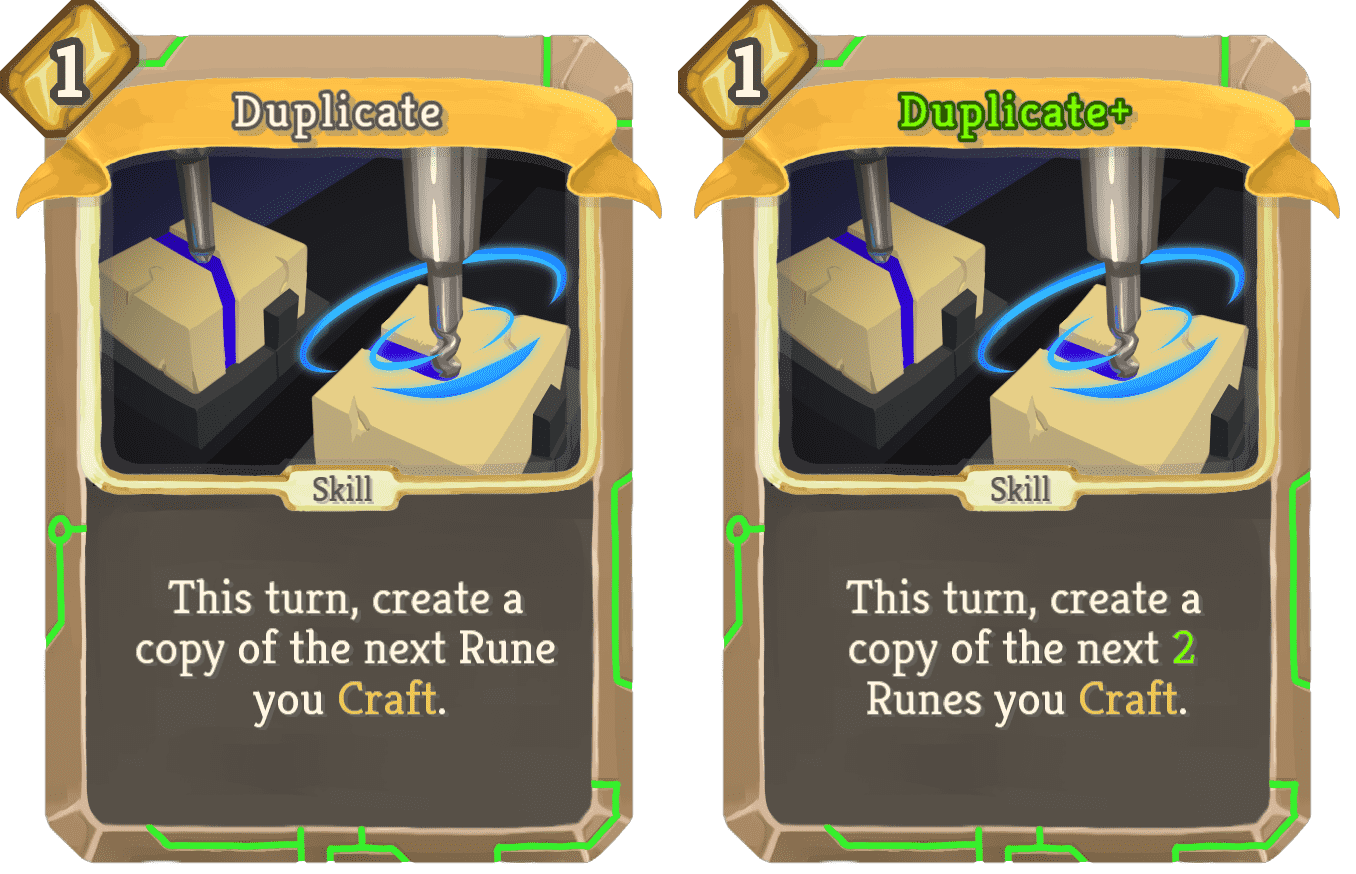 1
Duplicate
Skill
This turn, create a
copy of the next Rune
you Craft.
1
Duplicate+
Skill
This turn, create a
copy of the next 2
Runes you Craft.